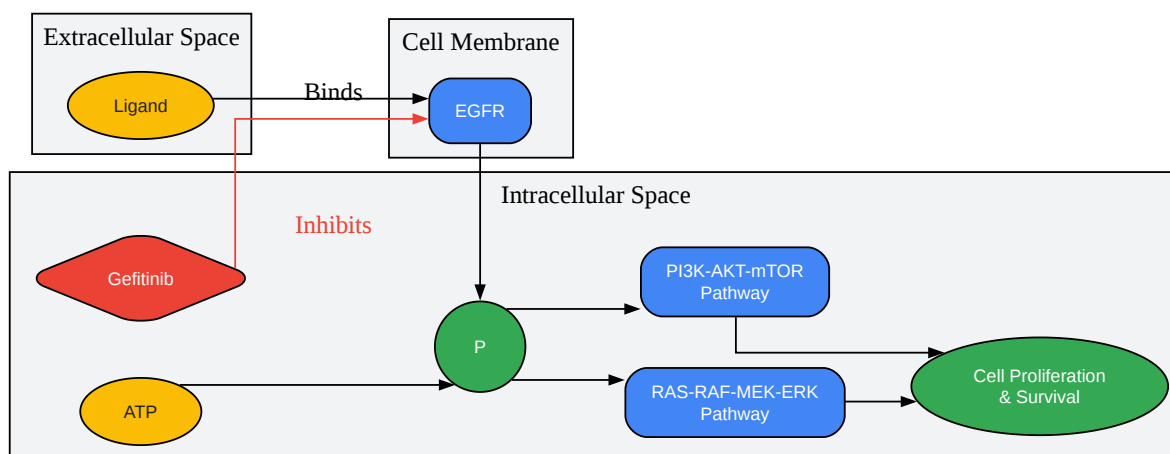 Extracellular Space
Cell Membrane
Ligand
Binds
EGFR
Intracellular Space
Inhibits
Gefitinib
PI3K-AKT-mTOR
Pathway
P
ATP
RAS-RAF-MEK-ERK
Pathway
Cell Proliferation
& Survival